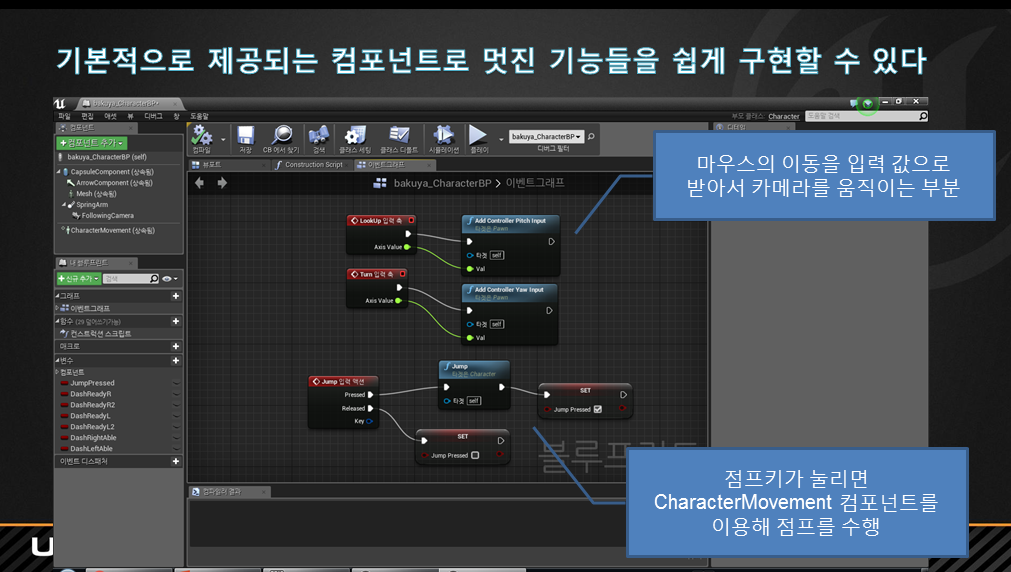 기본적으로 제공되는 컴포넌트로 멋진 기능들을 쉽게 구현할 수 있다
bakuya_CharacterBP*
파일 편집 애셋 뷰 디버그 창 도움말
부모 클래스: Character
도움말 검색
컴포넌트
+컴포넌트 추가
bakuya_CharacterBP (self)
CapsuleComponent (상속됨)
ArrowComponent (상속됨)
Mesh (상속됨)
SpringArm
FollowingCamera
CharacterMovement (상속됨)
내 블루프린트
+신규 추가 검색
그래프
이벤트그래프
함수 (29 덮어쓰기가능)
컨스트럭션 스크립트
매크로
변수
컴포넌트
JumpPressed
DashReadyR
DashReadyR2
DashReadyL
DashReadyL2
DashRightAble
DashLeftAble
이벤트 디스패처
컴파일 저장 CB 에서 찾기 검색 클래스 세팅 클래스 디폴트 시뮬레이션 플레이
bakuya_CharacterBP
디버그 필터
뷰포트 Construction Script 이벤트그래프
bakuya_CharacterBP > 이벤트그래프
LookUp 입력 축
Axis Value
Add Controller Pitch Input
타겟은 Pawn
타겟 self
Val
Turn 입력 축
Axis Value
Add Controller Yaw Input
타겟은 Pawn
타겟 self
Val
Jump 입력 액션
Pressed
Released
Key
Jump
타겟은 Character
타겟 self
SET
Jump Pressed
SET
Jump Pressed
블루프린트
컴파일러 결과
디테일
마우스의 이동을 입력 값으로
받아서 카메라를 움직이는 부분
점프키가 눌리면
CharacterMovement 컴포넌트를
이용해 점프를 수행